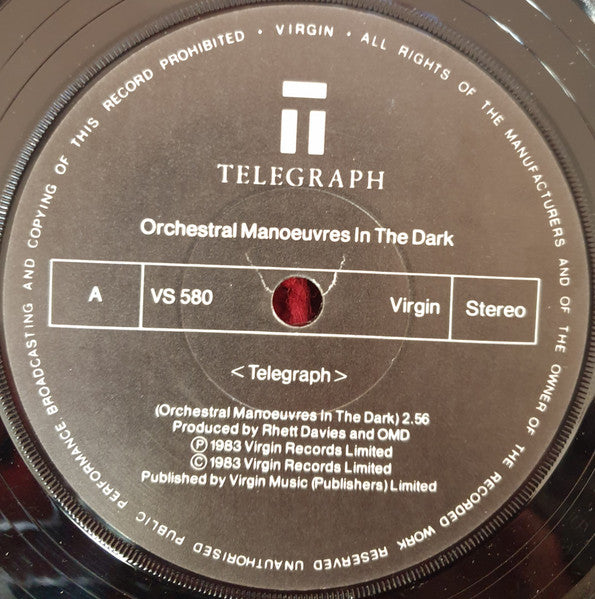 TELEGRAPH
Orchestral Manoeuvres In The Dark
A
VS 580
Virgin
Stereo
<Telegraph>
(Orchestral Manoeuvres In The Dark) 2.56
Produced by Rhett Davies and OMD
Ⓟ 1983 Virgin Records Limited
© 1983 Virgin Records Limited
Published by Virgin Music (Publishers) Limited
VIRGIN · ALL RIGHTS OF THE MANUFACTURERS AND OF THE OWNER OF THE RECORDED WORK RESERVED UNAUTHORISED PUBLIC PERFORMANCE BROADCASTING AND COPYING OF THIS RECORD PROHIBITED ·